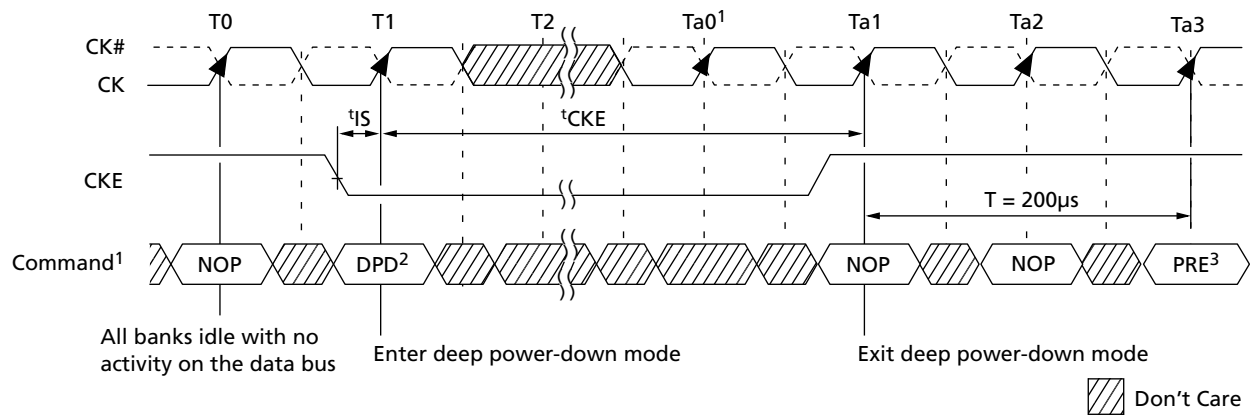 T0 T1 T2 Ta0¹ Ta1 Ta2 Ta3
CK#
CK
ᵗIS ᵗCKE
CKE
T = 200µs
Command¹ NOP DPD² NOP NOP PRE³
All banks idle with no
activity on the data bus
Enter deep power-down mode
Exit deep power-down mode
Don't Care